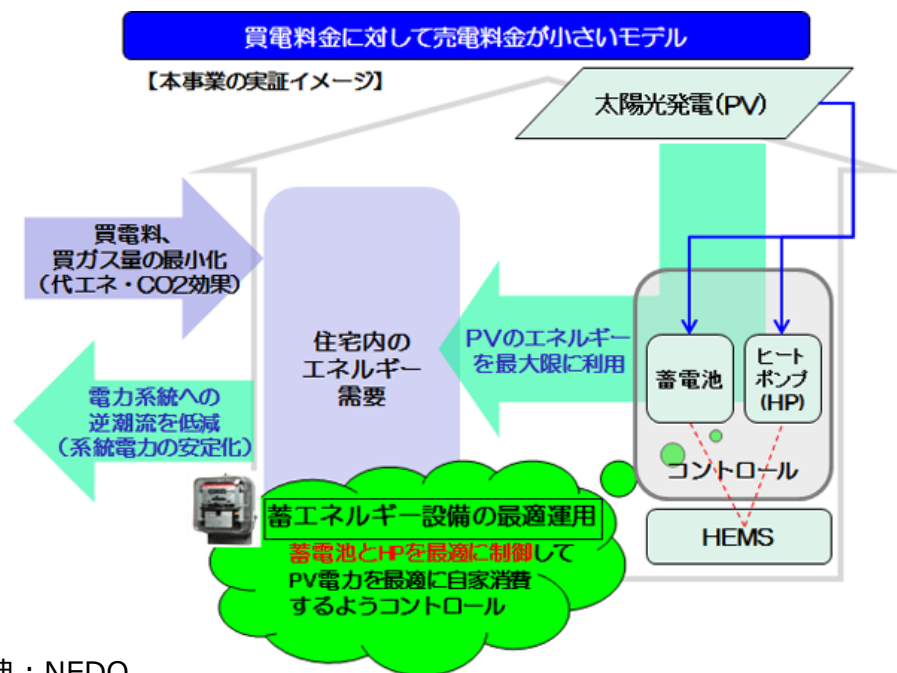 買電料金に対して売電料金が小さいモデル
【本事業の実証イメージ】
太陽光発電(PV)
買電料、
買ガス量の最小化
(代エネ・CO2効果)
住宅内の
エネルギー
需要
PVのエネルギー
を最大限に利用
蓄電池
ヒート
ポンプ
(HP)
コントロール
HEMS
電力系統への
逆潮流を低減
(系統電力の安定化)
蓄エネルギー設備の最適運用
蓄電池とHPを最適に制御して
PV電力を最適に自家消費
するようコントロール
:NEDO